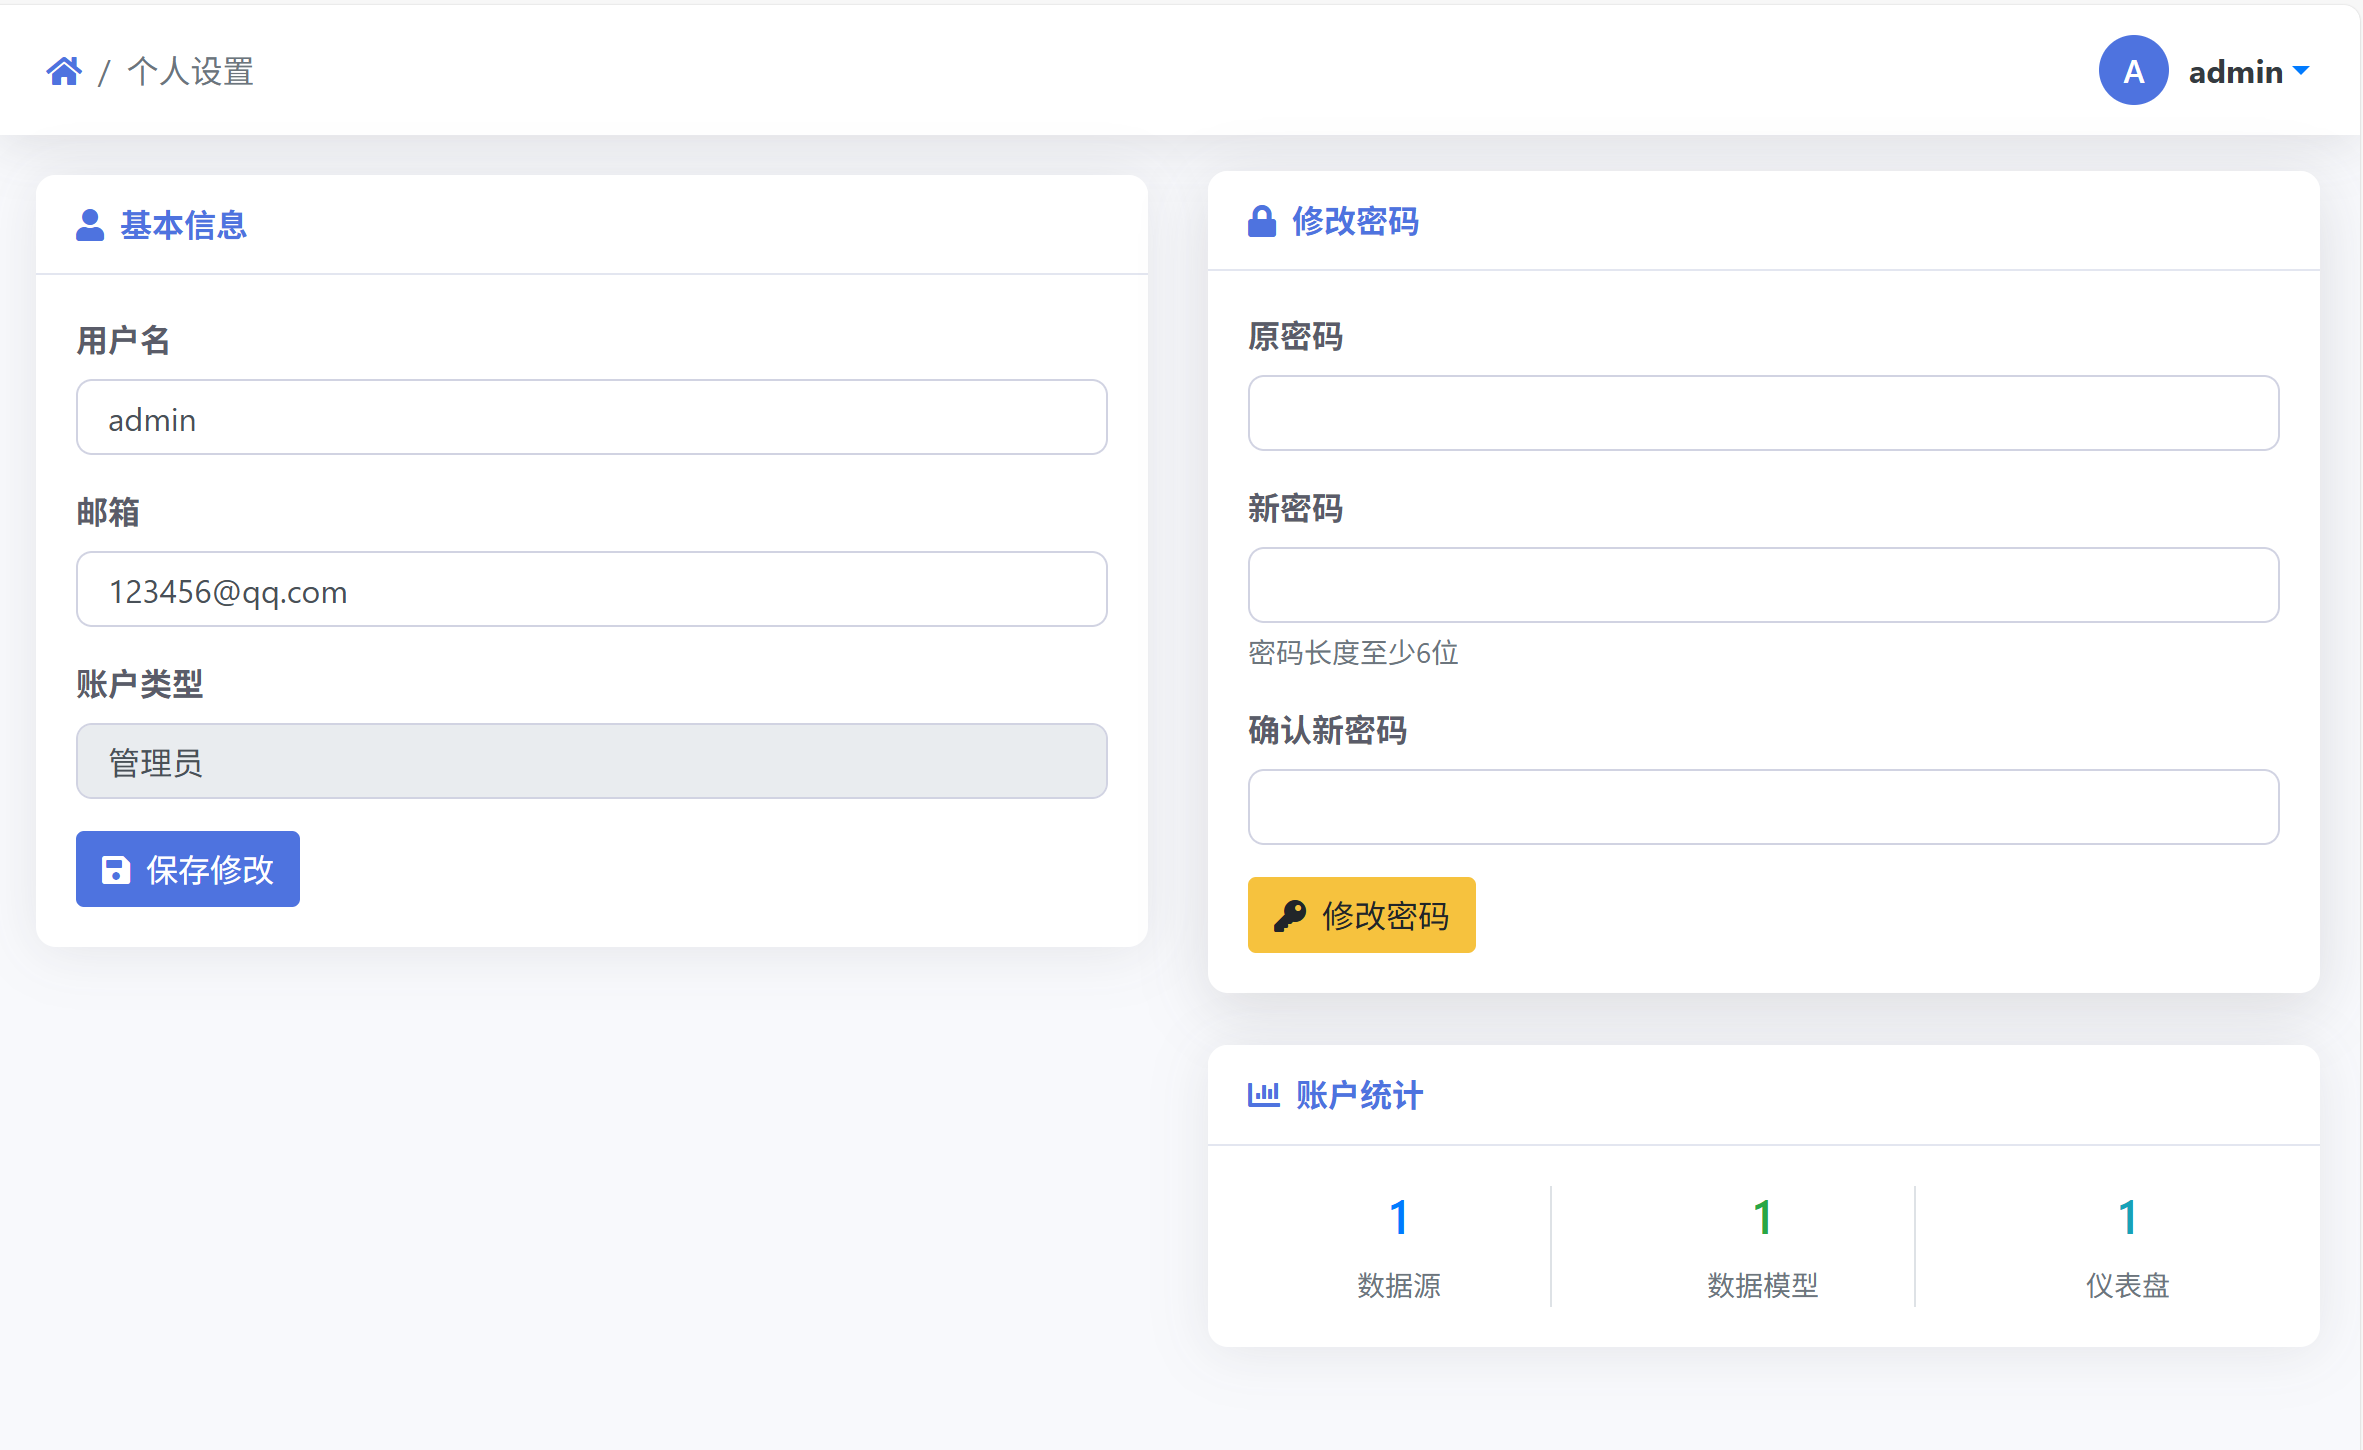 / 个人设置
A admin
基本信息
用户名
admin
邮箱
123456@qq.com
账户类型
管理员
保存修改
修改密码
原密码
新密码
密码长度至少6位
确认新密码
修改密码
账户统计
1 1 1
数据源 数据模型 仪表盘